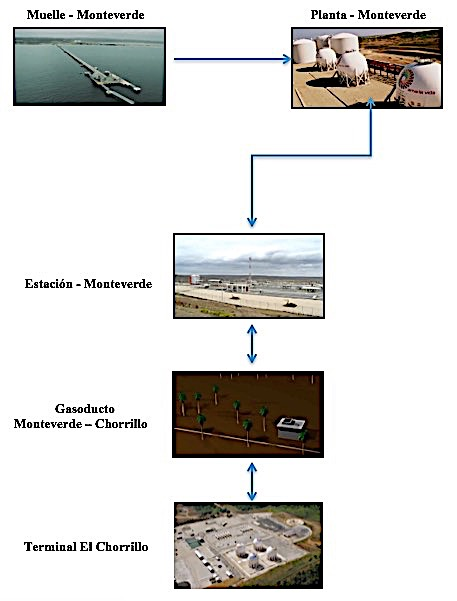 Muelle - Monteverde
Planta - Monteverde
Estación - Monteverde
Gasoducto
Monteverde – Chorrillo
Terminal El Chorrillo